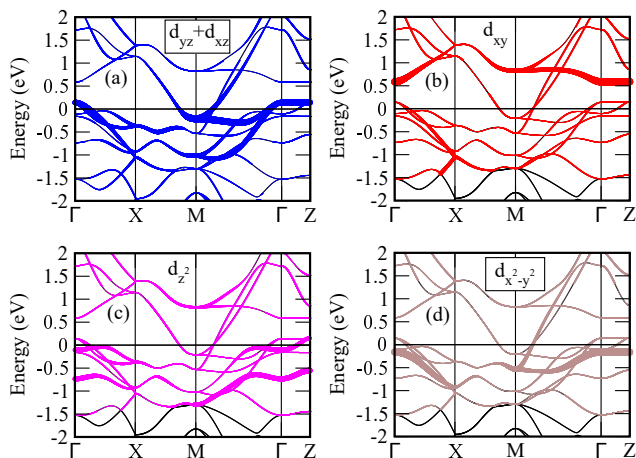 d_yz+d_xz
d_xy
(a)
(b)
Energy (eV)
2
1.5
1
0.5
0
-0.5
-1
-1.5
-2
Γ X M Γ Z
Energy (eV)
2
1.5
1
0.5
0
-0.5
-1
-1.5
-2
Γ X M Γ Z
d_z²
d_x²-y²
(c)
(d)
Energy (eV)
2
1.5
1
0.5
0
-0.5
-1
-1.5
-2
Γ X M Γ Z
Energy (eV)
2
1.5
1
0.5
0
-0.5
-1
-1.5
-2
Γ X M Γ Z